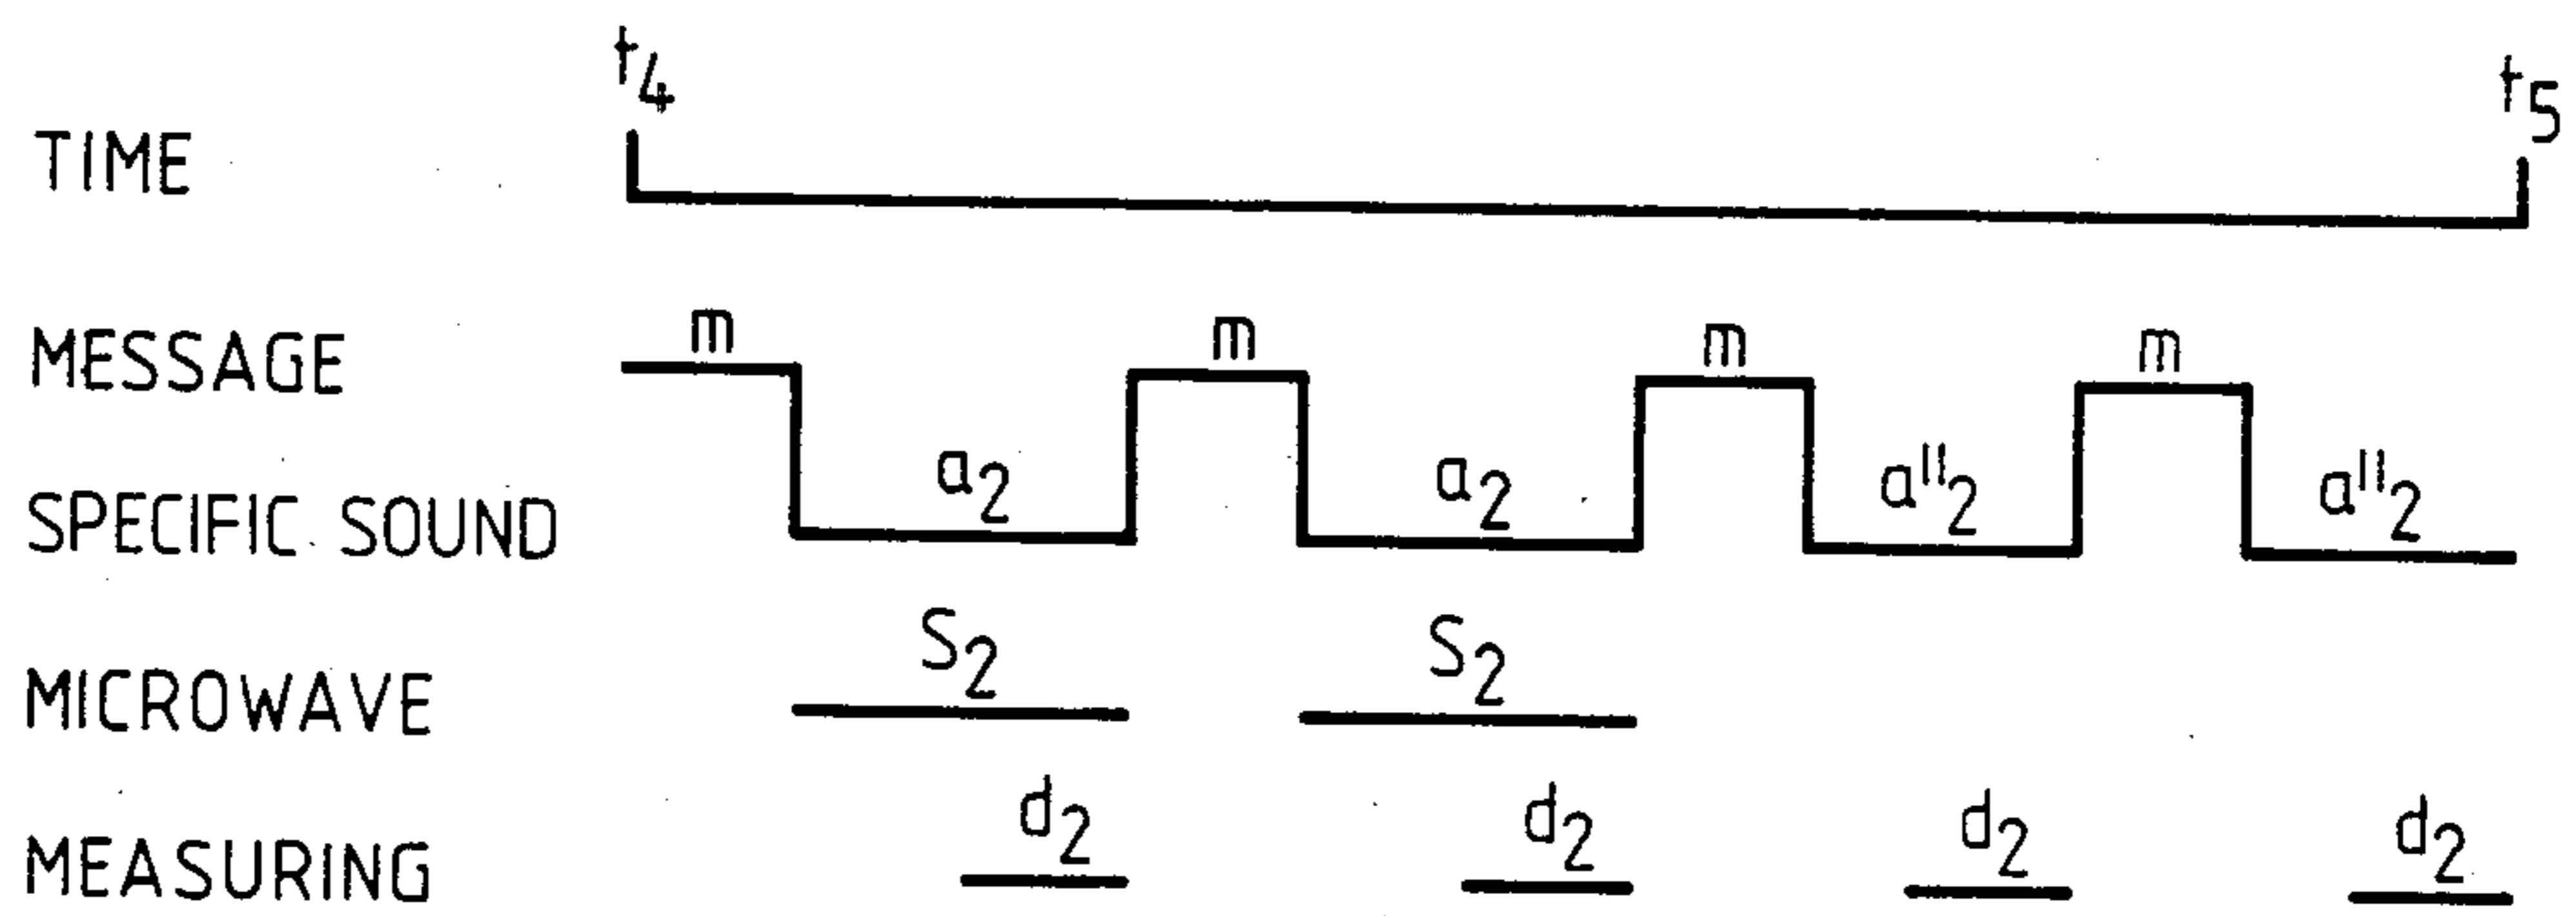 t4 t5
TIME
m m m m
MESSAGE
a2 a2 a"2 a"2
SPECIFIC SOUND
S2 S2
MICROWAVE
d2 d2 d2 d2
MEASURING